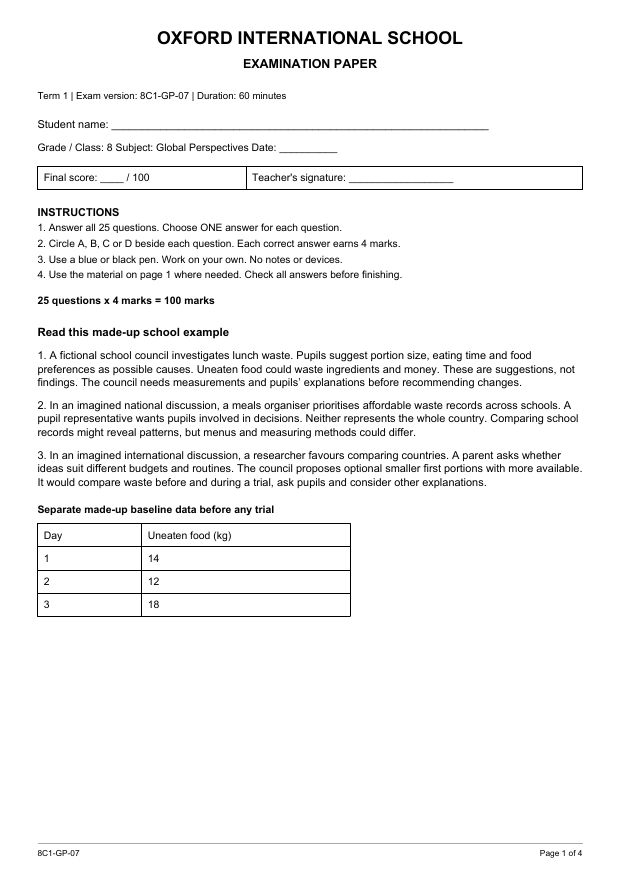 OXFORD INTERNATIONAL SCHOOL
EXAMINATION PAPER
Term 1 | Exam version: 8C1-GP-07 | Duration: 60 minutes
Student name: ___________________________________________________________
Grade / Class: 8 Subject: Global Perspectives Date: __________
Final score: ____ / 100 Teacher's signature: __________________
INSTRUCTIONS
1. Answer all 25 questions. Choose ONE answer for each question.
2. Circle A, B, C or D beside each question. Each correct answer earns 4 marks.
3. Use a blue or black pen. Work on your own. No notes or devices.
4. Use the material on page 1 where needed. Check all answers before finishing.
25 questions x 4 marks = 100 marks
Read this made-up school example
1. A fictional school council investigates lunch waste. Pupils suggest portion size, eating time and food
preferences as possible causes. Uneaten food could waste ingredients and money. These are suggestions, not
findings. The council needs measurements and pupils’ explanations before recommending changes.
2. In an imagined national discussion, a meals organiser prioritises affordable waste records across schools. A
pupil representative wants pupils involved in decisions. Neither represents the whole country. Comparing school
records might reveal patterns, but menus and measuring methods could differ.
3. In an imagined international discussion, a researcher favours comparing countries. A parent asks whether
ideas suit different budgets and routines. The council proposes optional smaller first portions with more available.
It would compare waste before and during a trial, ask pupils and consider other explanations.
Separate made-up baseline data before any trial
Day Uneaten food (kg)
1 14
2 12
3 18
8C1-GP-07 Page 1 of 4